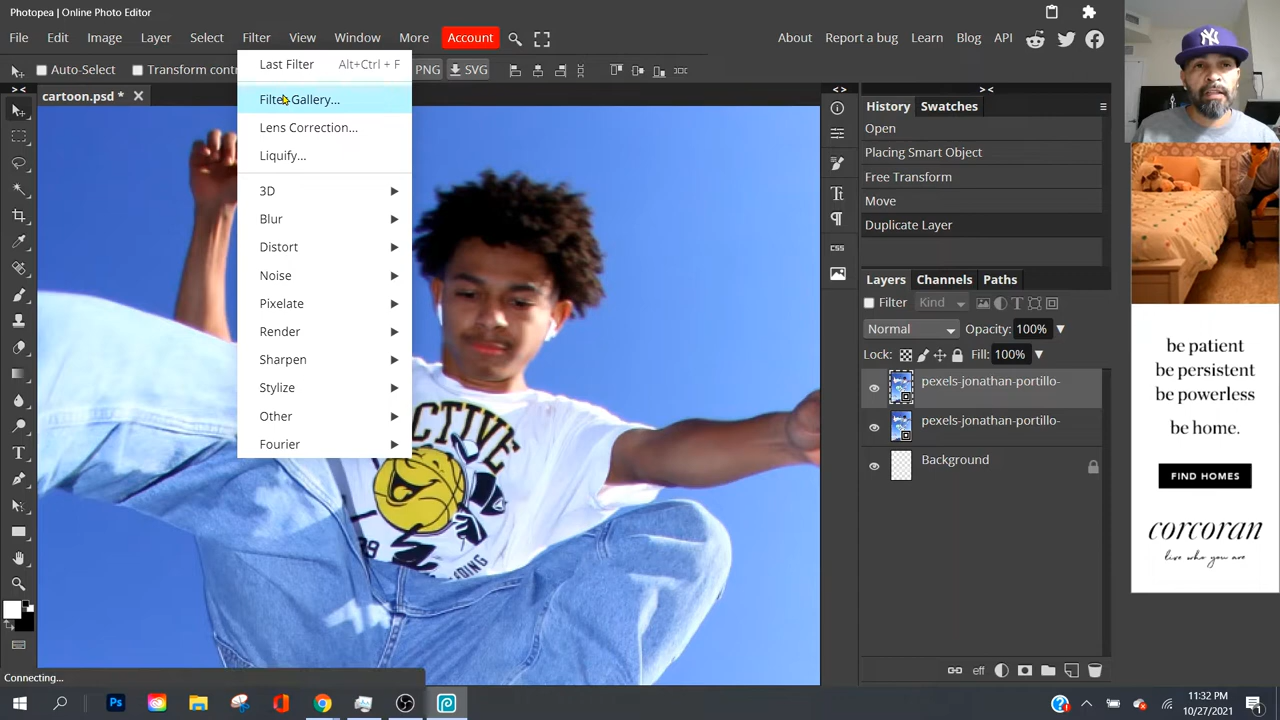 Photopea | Online Photo Editor
File Edit Image Layer Select Filter View Window More Account About Report a bug Learn Blog API
Auto-Select Transform contr PNG SVG
cartoon.psd *
Last Filter Alt+Ctrl + F
Filter Gallery...
Lens Correction...
Liquify...
3D
Blur
Distort
Noise
Pixelate
Render
Sharpen
Stylize
Other
Fourier
CTIVE
Connecting...
CSS
History Swatches
Open
Placing Smart Object
Free Transform
Move
Duplicate Layer
Layers Channels Paths
Filter Kind
Normal Opacity: 100%
Lock: Fill: 100%
pexels-jonathan-portillo-
pexels-jonathan-portillo-
Background
eff
be patient
be persistent
be powerless
be home.
FIND HOMES
corcoran
live who you are
Ps
11:32 PM
10/27/2021